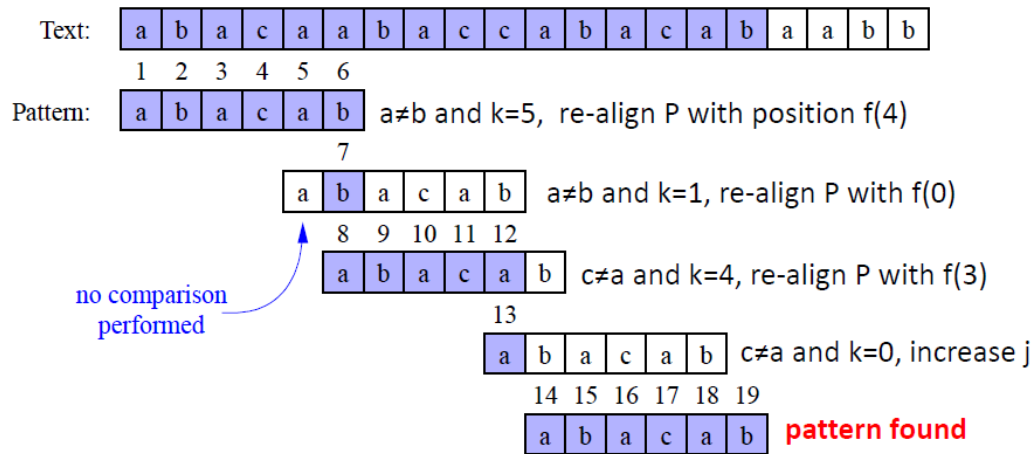 Text: a b a c a a b a c c a b a c a b a a b b
1 2 3 4 5 6
Pattern: a b a c a b a≠b and k=5, re-align P with position f(4)
7
a b a c a b a≠b and k=1, re-align P with f(0)
8 9 10 11 12
a b a c a b c≠a and k=4, re-align P with f(3)
no comparison
performed
13
a b a c a b c≠a and k=0, increase j
14 15 16 17 18 19
a b a c a b pattern found